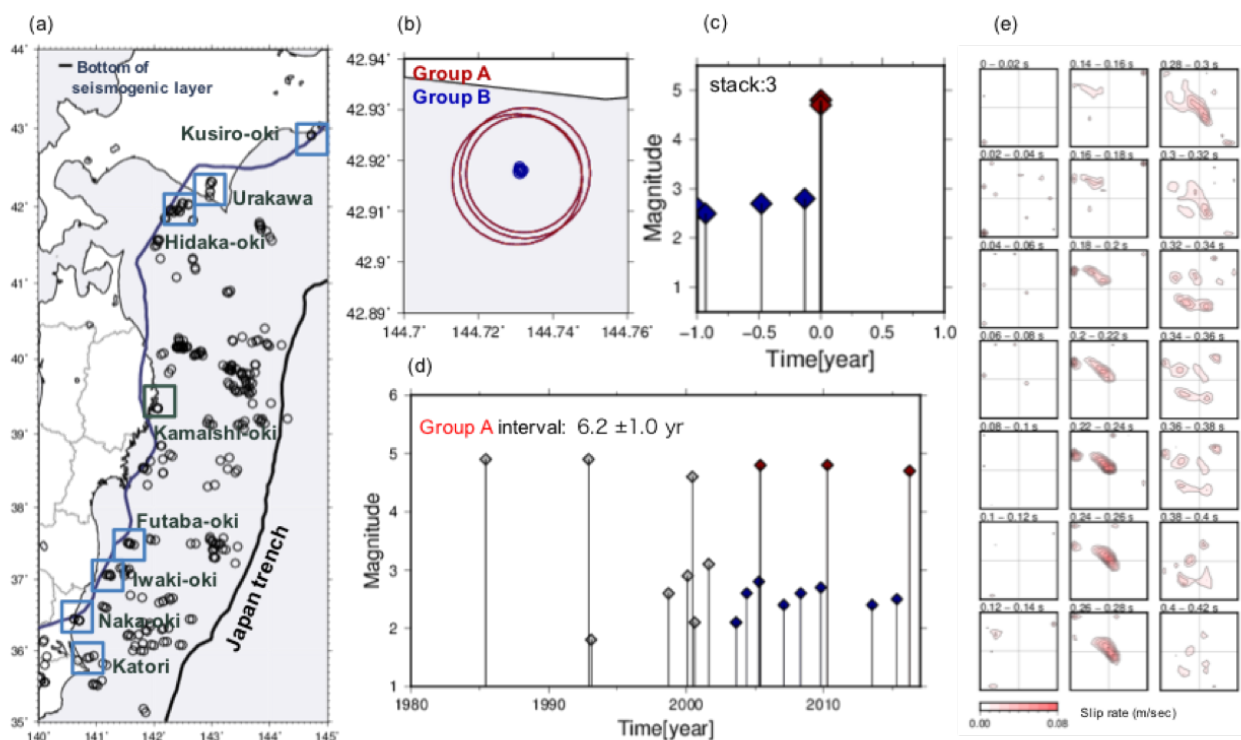 (a)
44˚
43˚
42˚
41˚
40˚
39˚
38˚
37˚
36˚
35˚
140˚ 141˚ 142˚ 143˚ 144˚ 145˚
Bottom of
seismogenic layer
Kusiro-oki
Urakawa
Hidaka-oki
Kamaishi-oki
Futaba-oki
Iwaki-oki
Naka-oki
Katori
Japan trench
(b)
Group A
Group B
42.94˚
42.93˚
42.92˚
42.91˚
42.9˚
42.89˚
144.7˚ 144.72˚ 144.74˚ 144.76˚
(c)
stack:3
Magnitude
5
4
3
2
1
−1.0 −0.5 0.0 0.5 1.0
Time[year]
(d)
Group A interval: 6.2 ±1.0 yr
Magnitude
6
5
4
3
2
1
1980 1990 2000 2010
Time[year]
(e)
0 – 0.02 s 0.14 – 0.16 s 0.28 – 0.3 s
0.02 – 0.04 s 0.16 – 0.18 s 0.3 – 0.32 s
0.04 – 0.06 s 0.18 – 0.2 s 0.32 – 0.34 s
0.06 – 0.08 s 0.2 – 0.22 s 0.34 – 0.36 s
0.08 – 0.1 s 0.22 – 0.24 s 0.36 – 0.38 s
0.1 – 0.12 s 0.24 – 0.26 s 0.38 – 0.4 s
0.12 – 0.14 s 0.26 – 0.28 s 0.4 – 0.42 s
Slip rate (m/sec)
0.00 0.08